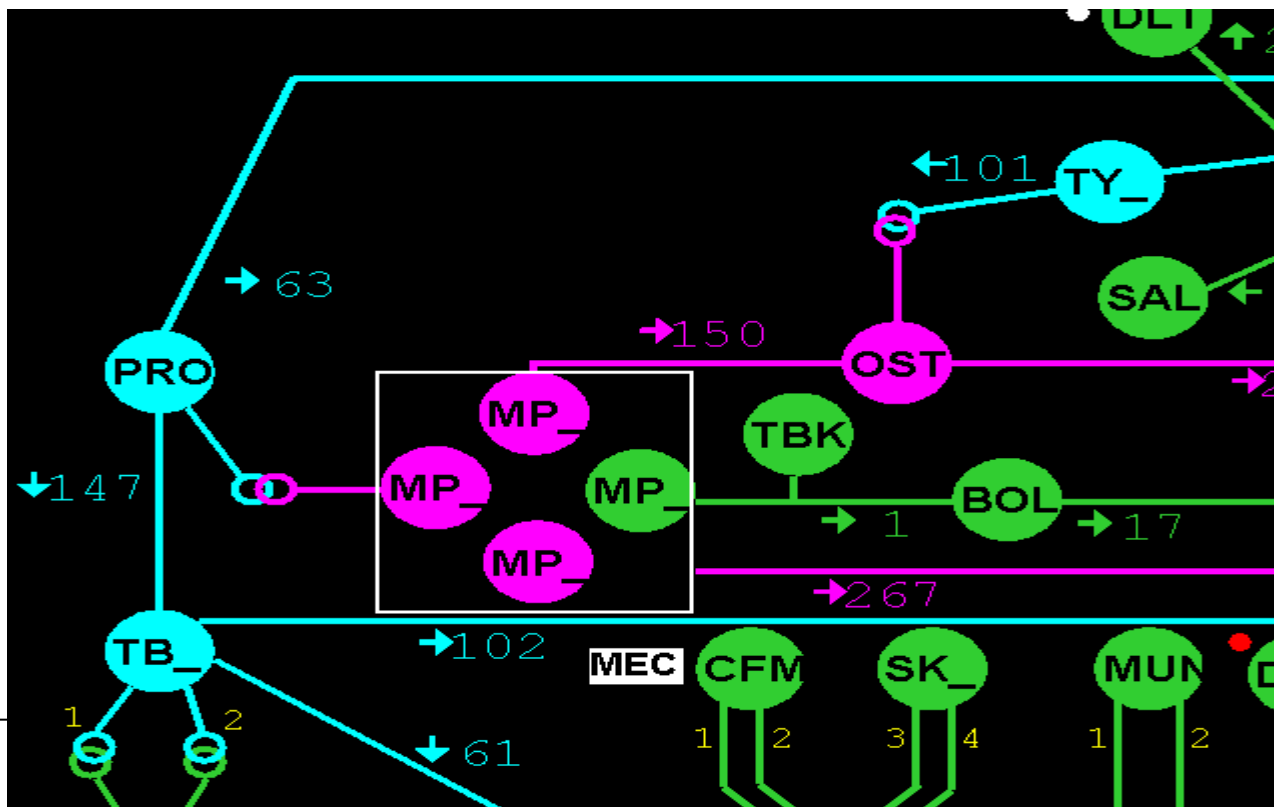 DLT
101
TY_
63
SAL
150
PRO
OST
MP_
TBK
147
MP_
MP_
BOL
1
17
MP_
267
102
TB_
MEC
CFM
SK_
MUN
1
2
61
1
2
3
4
1
2